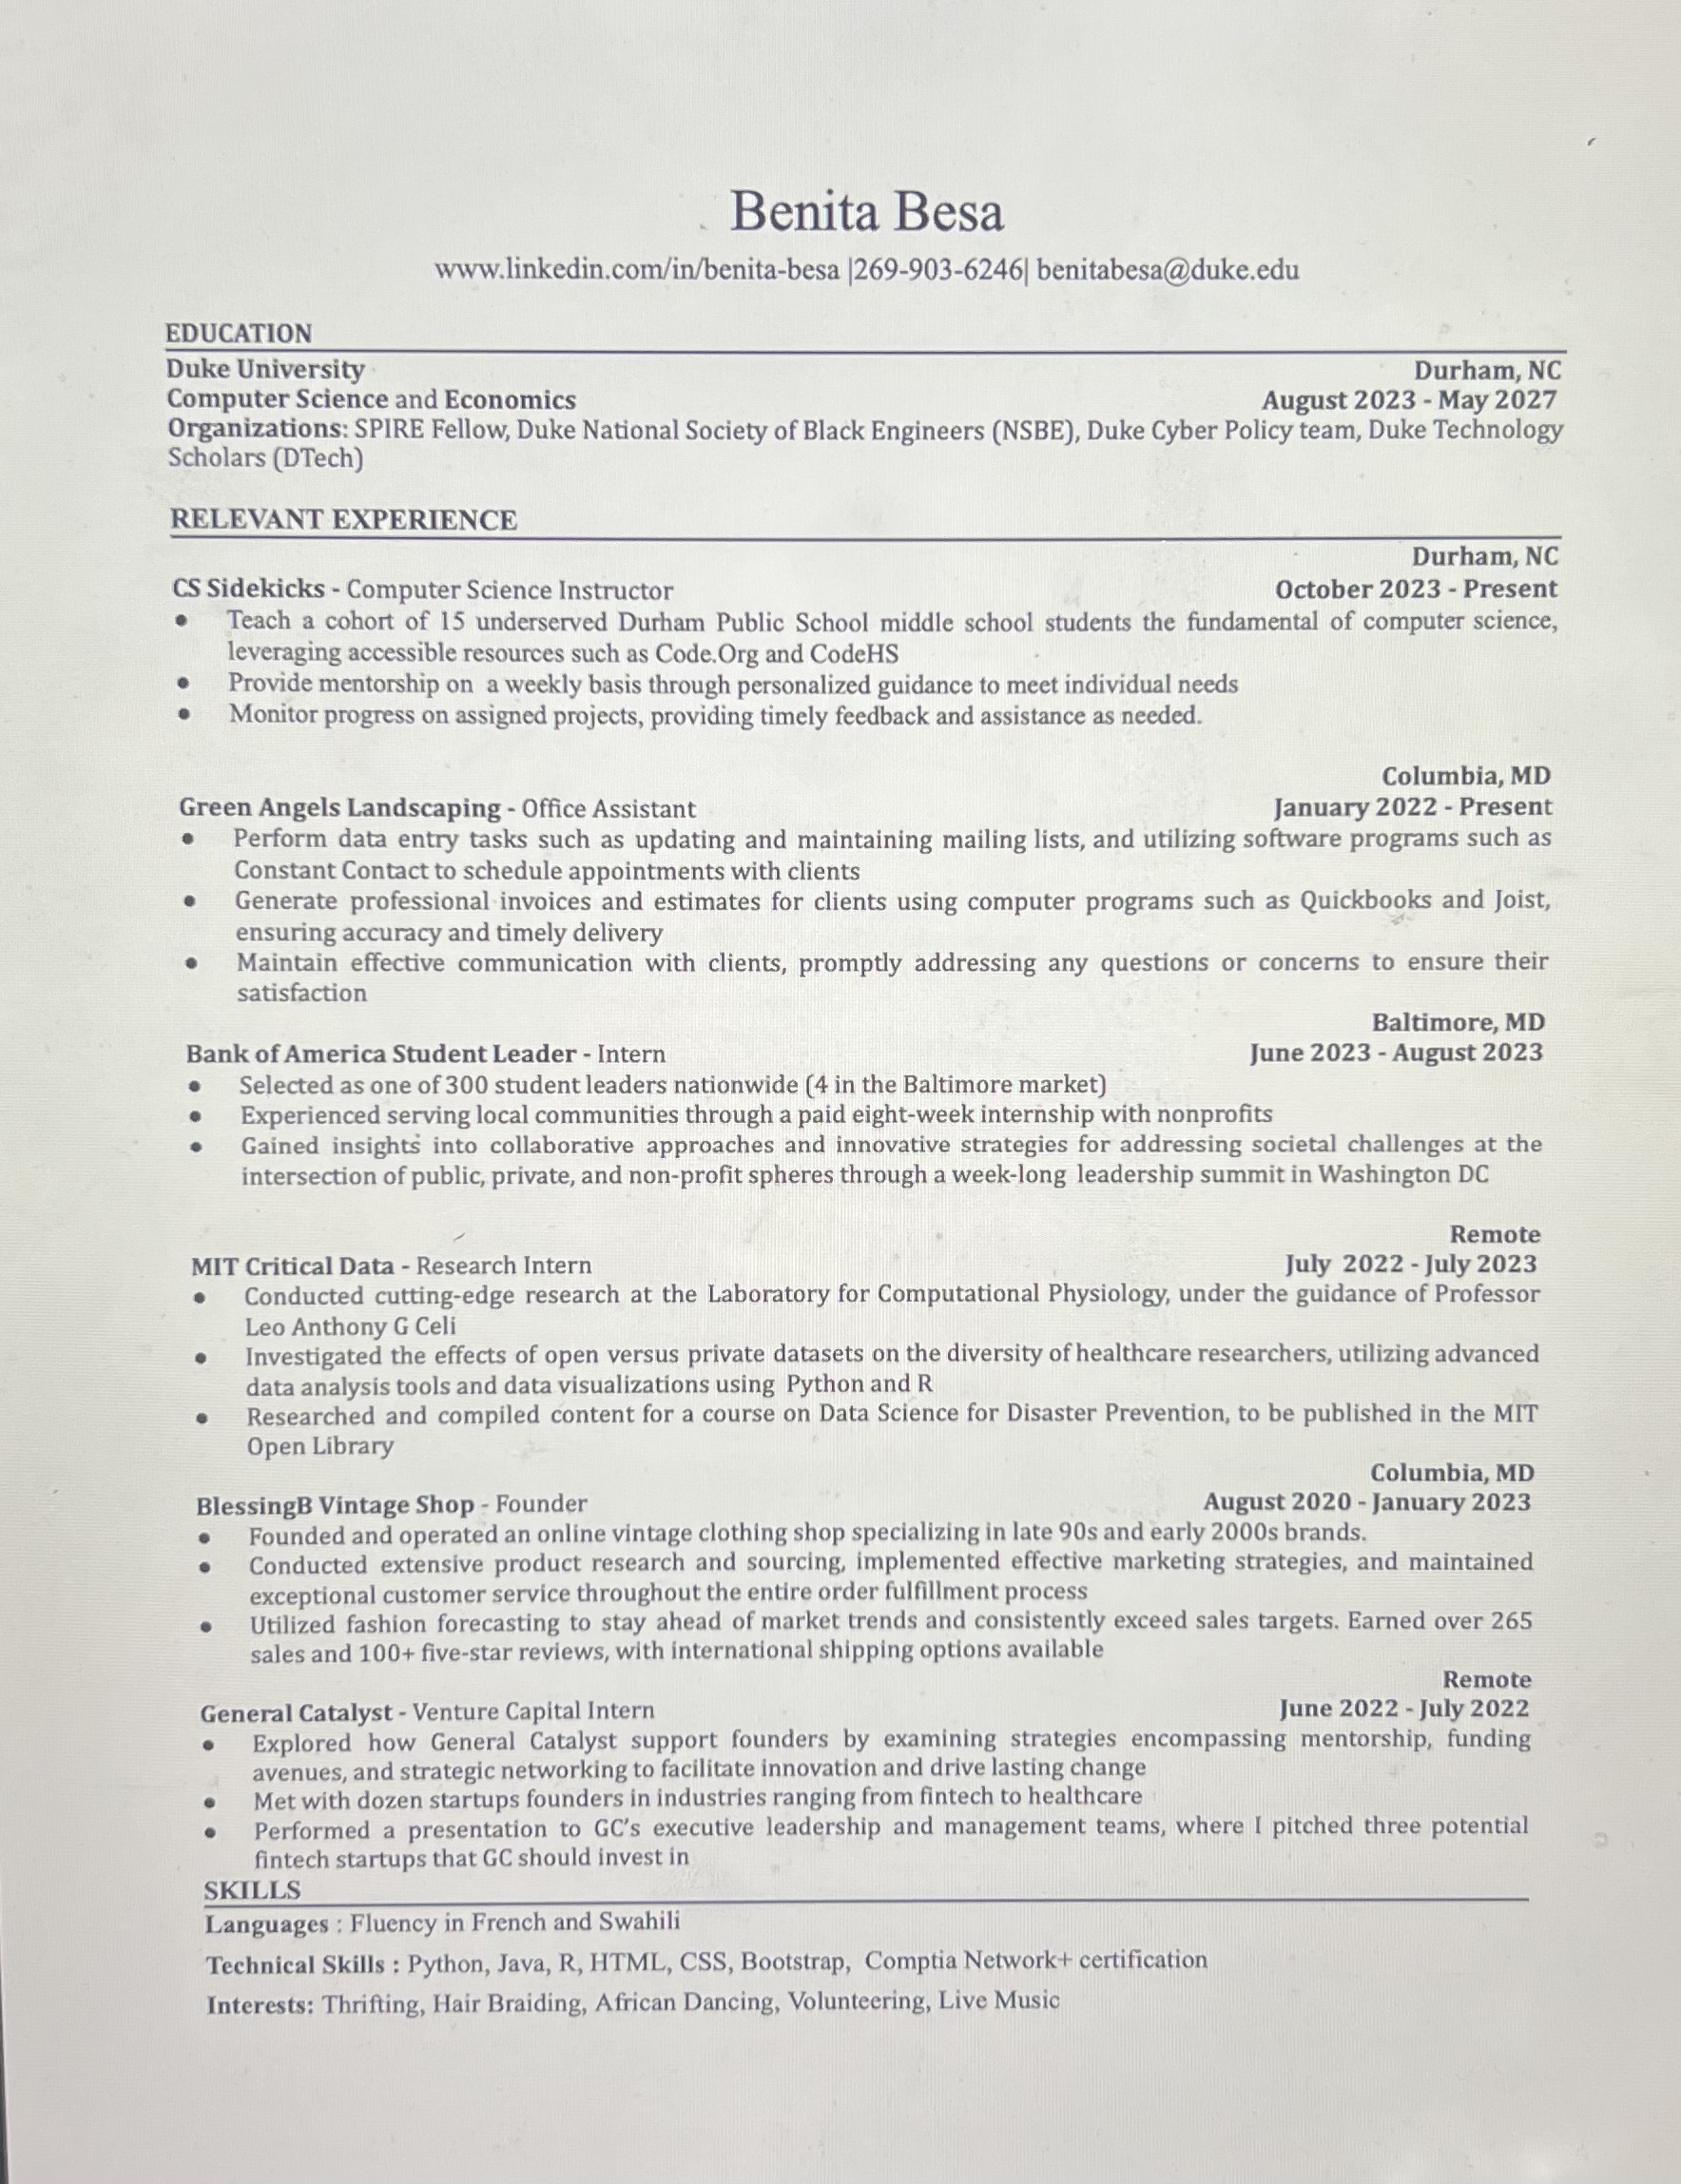 Benita Besa
www.linkedin.com/in/benita-besa |269-903-6246| benitabesa@duke.edu
EDUCATION
Duke University Durham, NC
Computer Science and Economics August 2023 - May 2027
Organizations: SPIRE Fellow, Duke National Society of Black Engineers (NSBE), Duke Cyber Policy team, Duke Technology
Scholars (DTech)
RELEVANT EXPERIENCE
Durham, NC
CS Sidekicks - Computer Science Instructor October 2023 - Present
● Teach a cohort of 15 underserved Durham Public School middle school students the fundamental of computer science,
leveraging accessible resources such as Code.Org and CodeHS
● Provide mentorship on a weekly basis through personalized guidance to meet individual needs
● Monitor progress on assigned projects, providing timely feedback and assistance as needed.
Columbia, MD
Green Angels Landscaping - Office Assistant January 2022 - Present
● Perform data entry tasks such as updating and maintaining mailing lists, and utilizing software programs such as
Constant Contact to schedule appointments with clients
● Generate professional invoices and estimates for clients using computer programs such as Quickbooks and Joist,
ensuring accuracy and timely delivery
● Maintain effective communication with clients, promptly addressing any questions or concerns to ensure their
satisfaction
Baltimore, MD
Bank of America Student Leader - Intern June 2023 - August 2023
● Selected as one of 300 student leaders nationwide (4 in the Baltimore market)
● Experienced serving local communities through a paid eight-week internship with nonprofits
● Gained insights into collaborative approaches and innovative strategies for addressing societal challenges at the
intersection of public, private, and non-profit spheres through a week-long leadership summit in Washington DC
Remote
MIT Critical Data - Research Intern July 2022 - July 2023
● Conducted cutting-edge research at the Laboratory for Computational Physiology, under the guidance of Professor
Leo Anthony G Celi
● Investigated the effects of open versus private datasets on the diversity of healthcare researchers, utilizing advanced
data analysis tools and data visualizations using Python and R
● Researched and compiled content for a course on Data Science for Disaster Prevention, to be published in the MIT
Open Library
Columbia, MD
BlessingB Vintage Shop - Founder August 2020 - January 2023
● Founded and operated an online vintage clothing shop specializing in late 90s and early 2000s brands.
● Conducted extensive product research and sourcing, implemented effective marketing strategies, and maintained
exceptional customer service throughout the entire order fulfillment process
● Utilized fashion forecasting to stay ahead of market trends and consistently exceed sales targets. Earned over 265
sales and 100+ five-star reviews, with international shipping options available
Remote
General Catalyst - Venture Capital Intern June 2022 - July 2022
● Explored how General Catalyst support founders by examining strategies encompassing mentorship, funding
avenues, and strategic networking to facilitate innovation and drive lasting change
● Met with dozen startups founders in industries ranging from fintech to healthcare
● Performed a presentation to GC's executive leadership and management teams, where I pitched three potential
fintech startups that GC should invest in
SKILLS
Languages : Fluency in French and Swahili
Technical Skills : Python, Java, R, HTML, CSS, Bootstrap, Comptia Network+ certification
Interests: Thrifting, Hair Braiding, African Dancing, Volunteering, Live Music